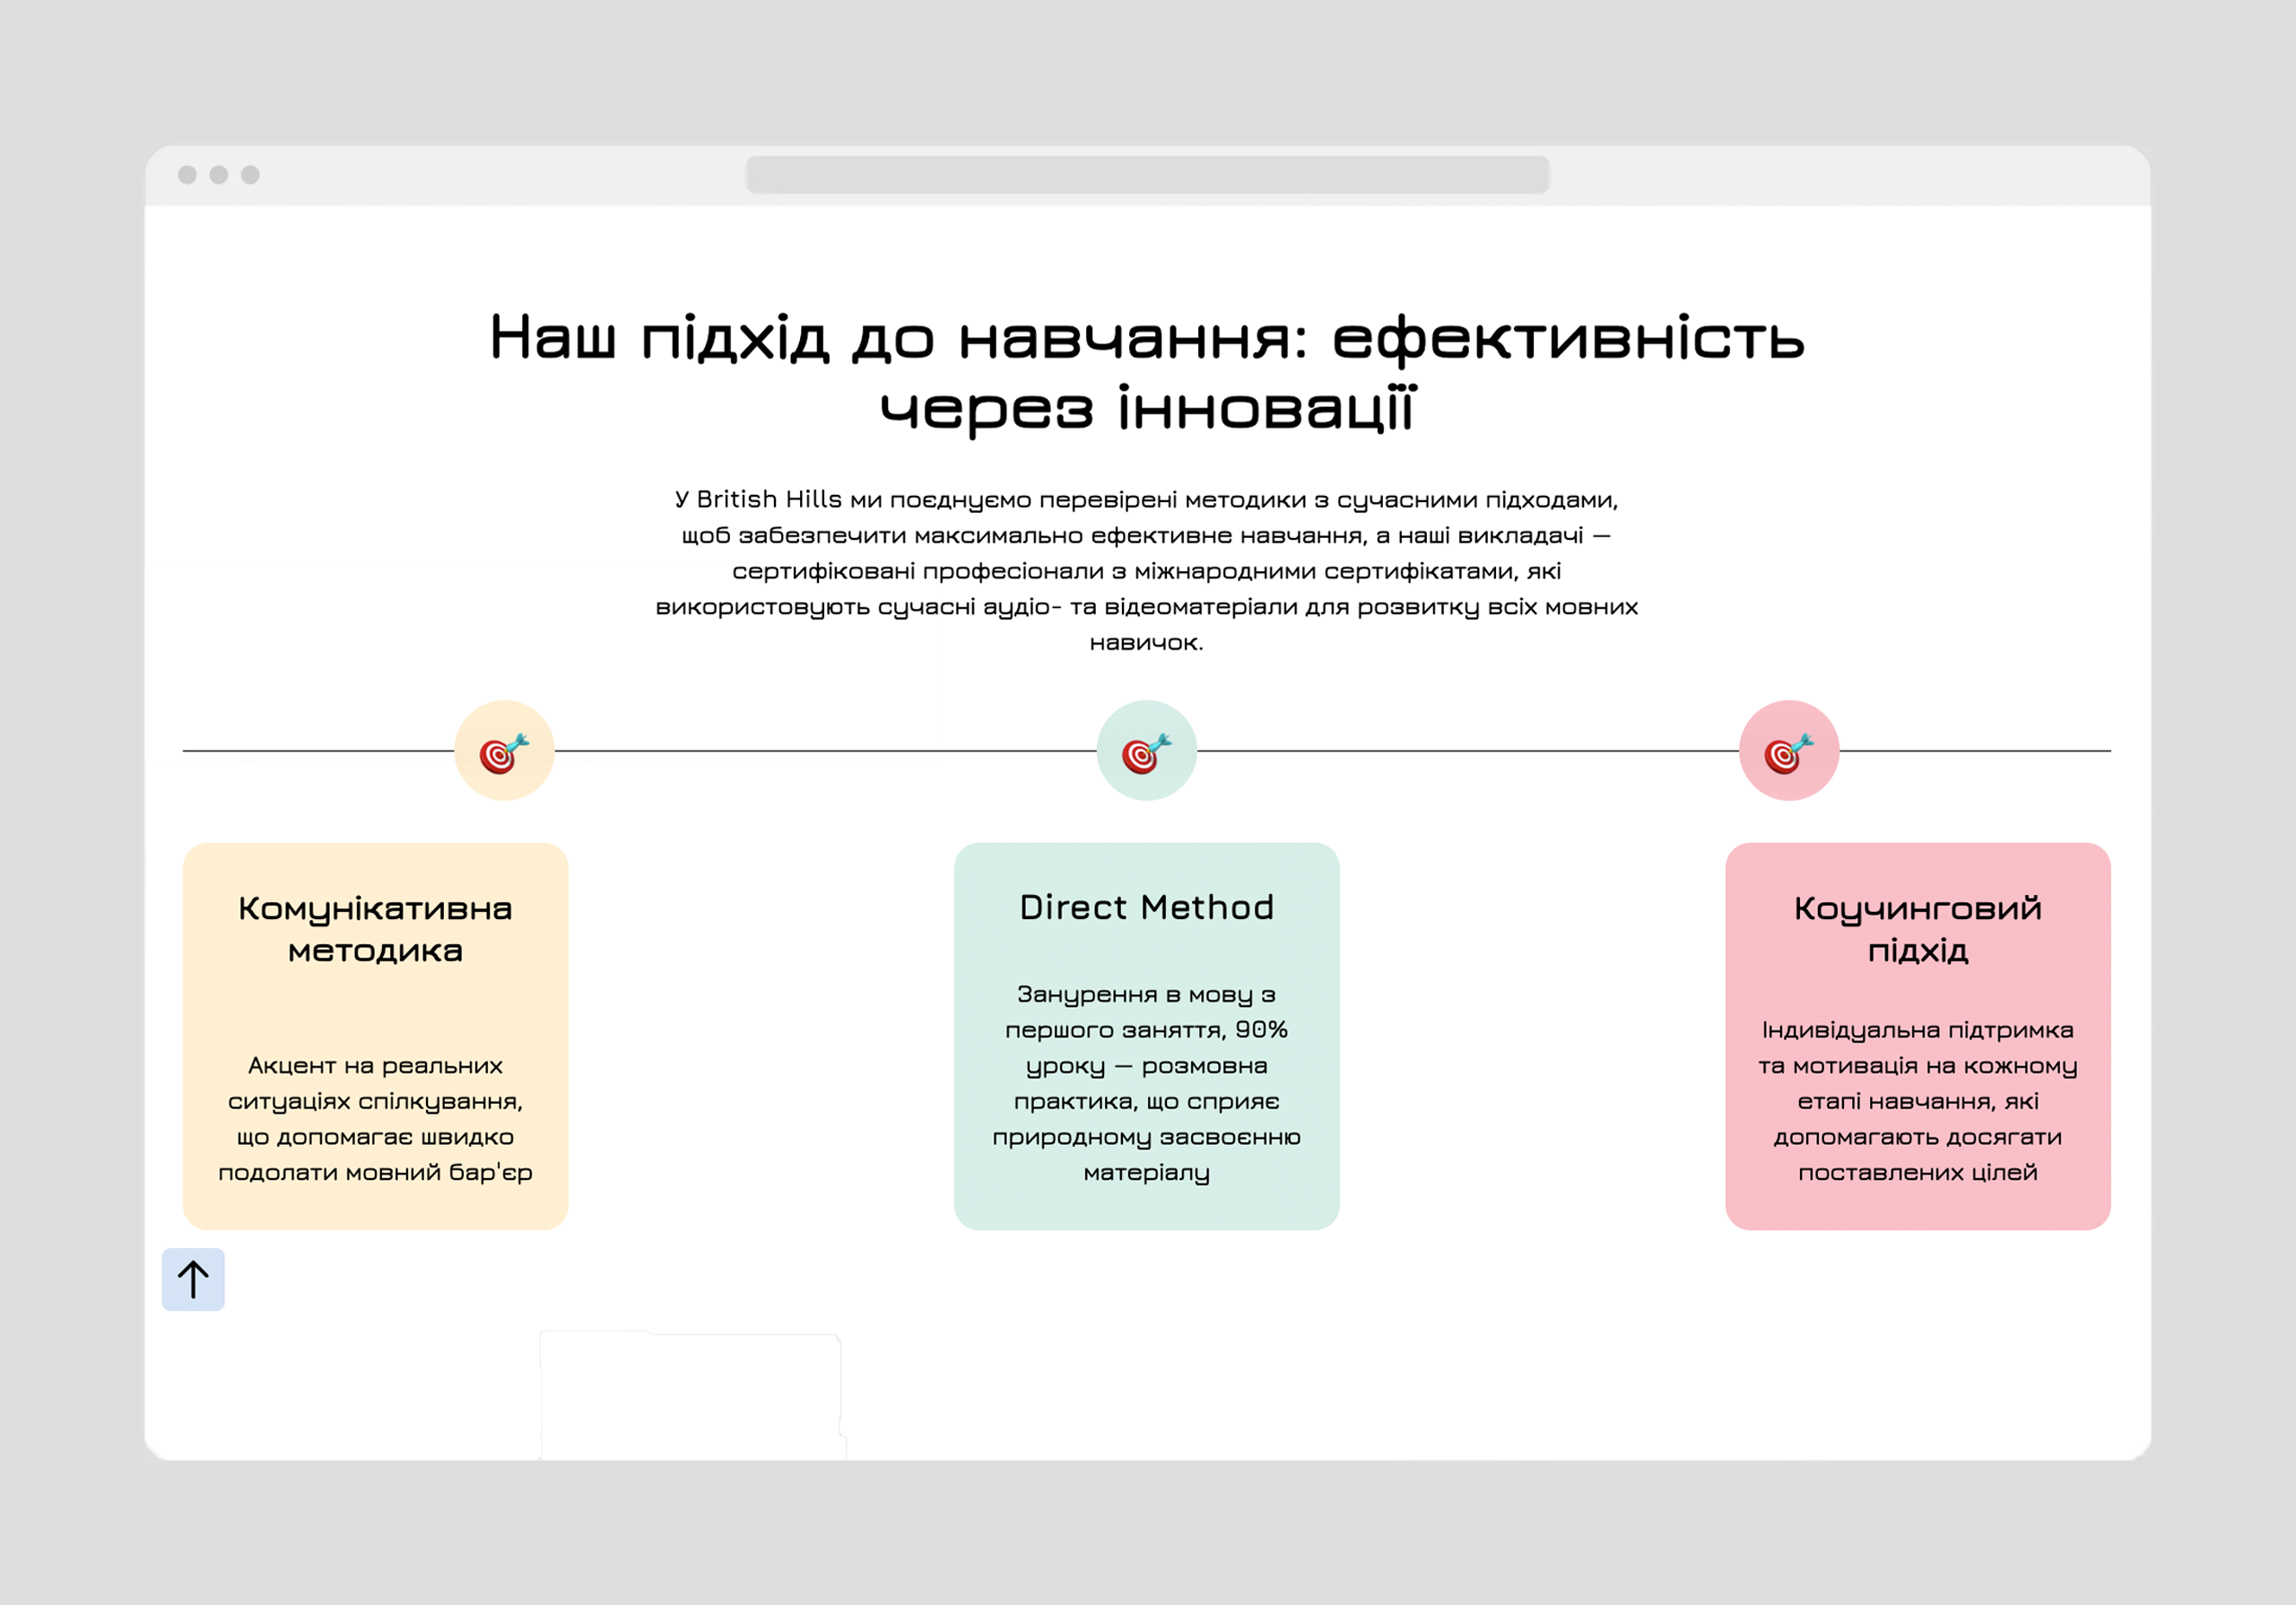 Наш підхід до навчання: ефективність
через інновації
У British Hills ми поєднуємо перевірені методики з сучасними підходами,
щоб забезпечити максимально ефективне навчання, а наші викладачі —
сертифіковані професіонали з міжнародними сертифікатами, які
використовують сучасні аудіо- та відеоматеріали для розвитку всіх мовних
навичок.
Комунікативна
методика
Акцент на реальних
ситуаціях спілкування,
що допомагає швидко
подолати мовний бар'єр
Direct Method
Занурення в мову з
першого заняття, 90%
уроку — розмовна
практика, що сприяє
природному засвоєнню
матеріалу
Коучинговий
підхід
Індивідуальна підтримка
та мотивація на кожному
етапі навчання, які
допомагають досягати
поставлених цілей